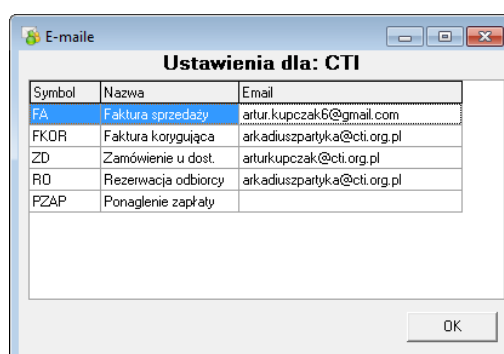 E-maile
Ustawienia dla: CTI
Symbol Nazwa Email
FA Faktura sprzedaży artur.kupczak6@gmail.com
FKOR Faktura korygująca arkadiuszpartyka@cti.org.pl
ZD Zamówienie u dost. arturkupczak@cti.org.pl
RO Rezerwacja odbiorcy arkadiuszpartyka@cti.org.pl
PZAP Ponaglenie zapłaty
OK